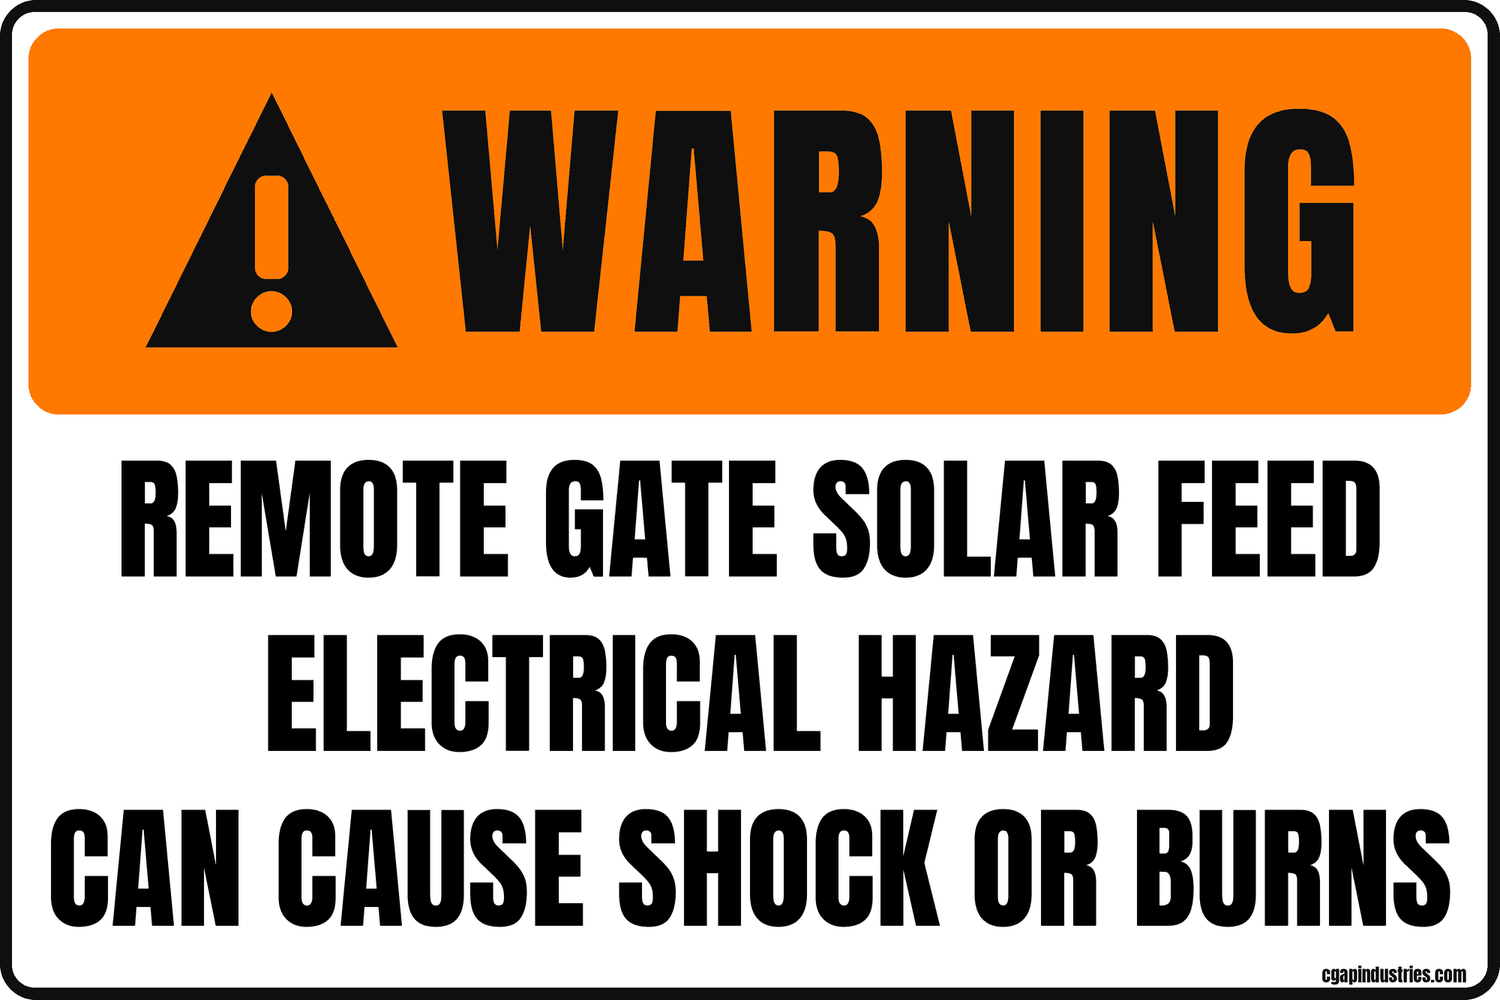 WARNING
REMOTE GATE SOLAR FEED
ELECTRICAL HAZARD
CAN CAUSE SHOCK OR BURNS
cgapindustries.com